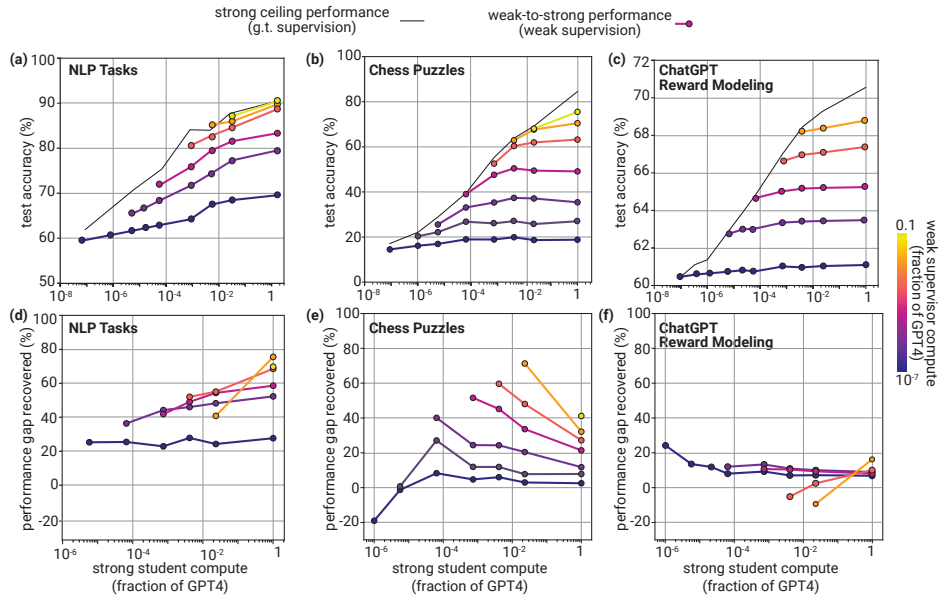 strong ceiling performance
(g.t. supervision)
weak-to-strong performance
(weak supervision)
(a)
NLP Tasks
test accuracy (%)
100
90
80
70
60
50
10-8
10-6
10-4
10-2
1
(b)
Chess Puzzles
test accuracy (%)
100
80
60
40
20
0
10-8
10-6
10-4
10-2
1
(c)
ChatGPT
Reward Modeling
test accuracy (%)
72
70
68
66
64
62
60
10-8
10-6
10-4
10-2
1
(d)
NLP Tasks
performance gap recovered (%)
100
80
60
40
20
0
-20
10-6
10-4
10-2
1
strong student compute
(fraction of GPT4)
(e)
Chess Puzzles
performance gap recovered (%)
100
80
60
40
20
0
-20
10-6
10-4
10-2
1
strong student compute
(fraction of GPT4)
(f)
ChatGPT
Reward Modeling
performance gap recovered (%)
100
80
60
40
20
0
-20
10-6
10-4
10-2
1
strong student compute
(fraction of GPT4)
0.1
10-7
weak supervisor compute
(fraction of GPT4)